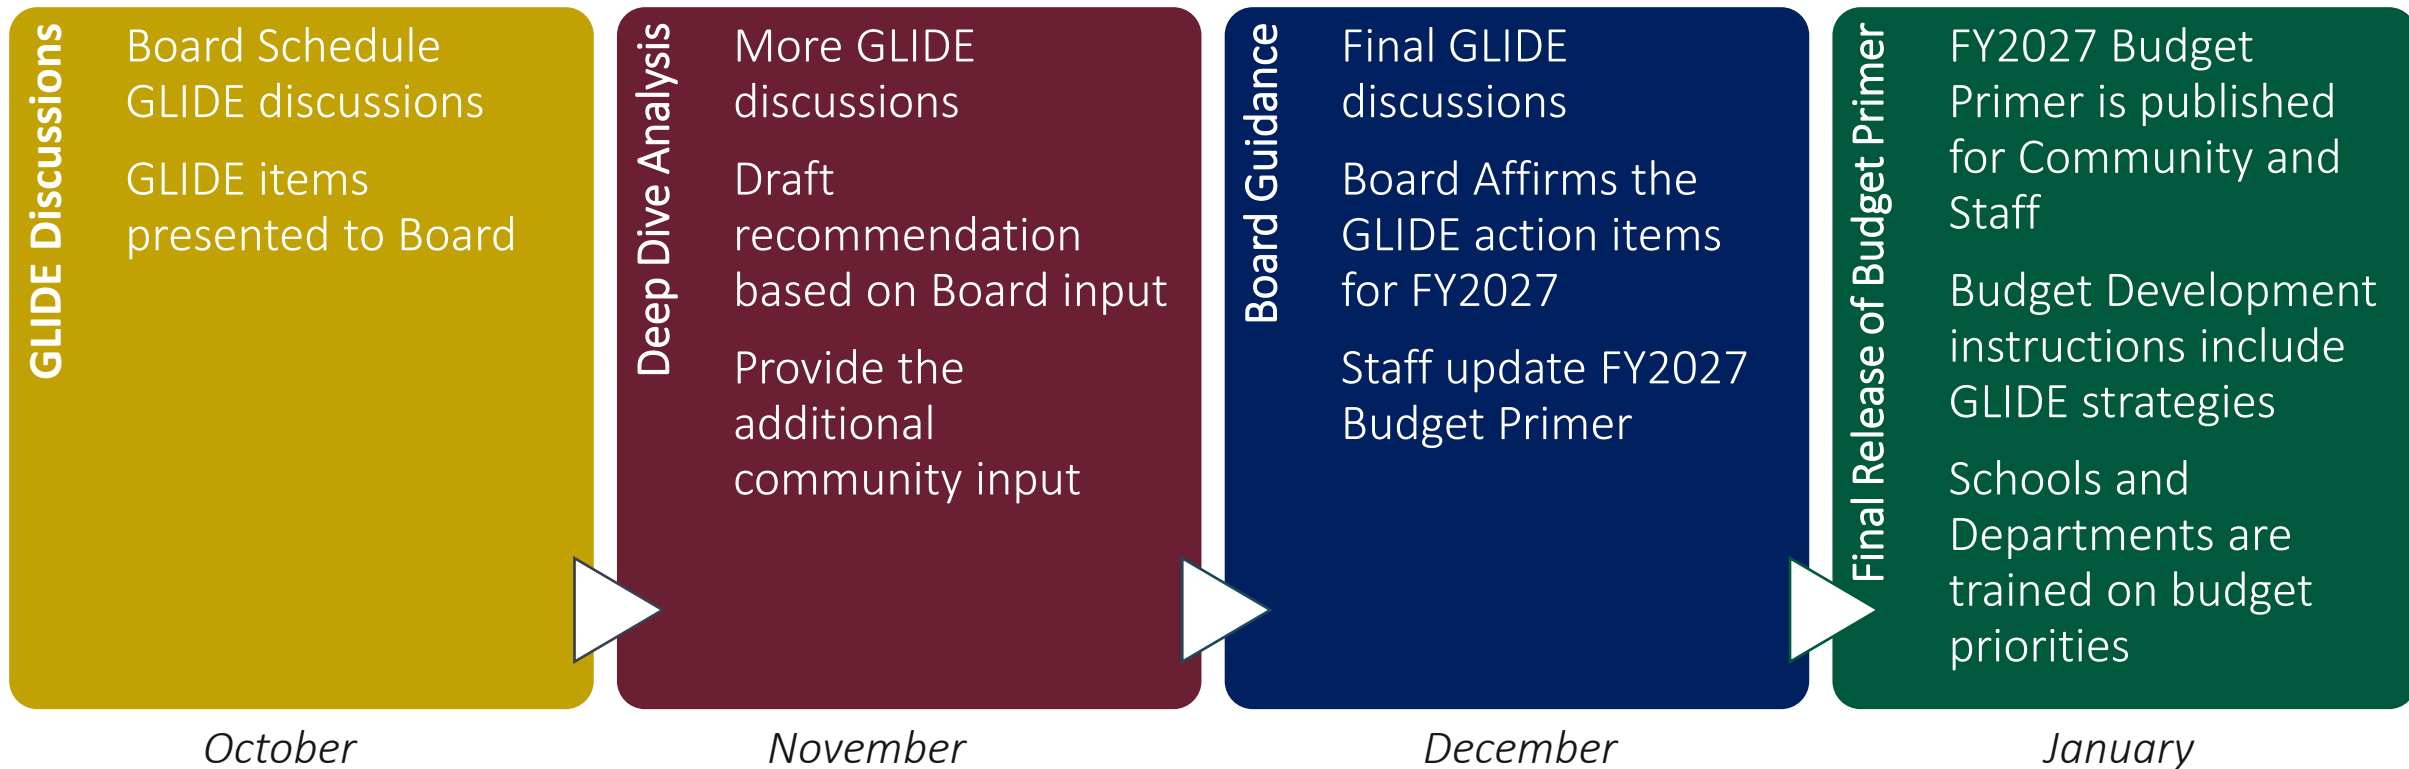 GLIDE Discussions
Board Schedule
GLIDE discussions
GLIDE items
presented to Board
October
Deep Dive Analysis
More GLIDE
discussions
Draft
recommendation
based on Board input
Provide the
additional
community input
November
Board Guidance
Final GLIDE
discussions
Board Affirms the
GLIDE action items
for FY2027
Staff update FY2027
Budget Primer
December
Final Release of Budget Primer
FY2027 Budget
Primer is published
for Community and
Staff
Budget Development
instructions include
GLIDE strategies
Schools and
Departments are
trained on budget
priorities
January